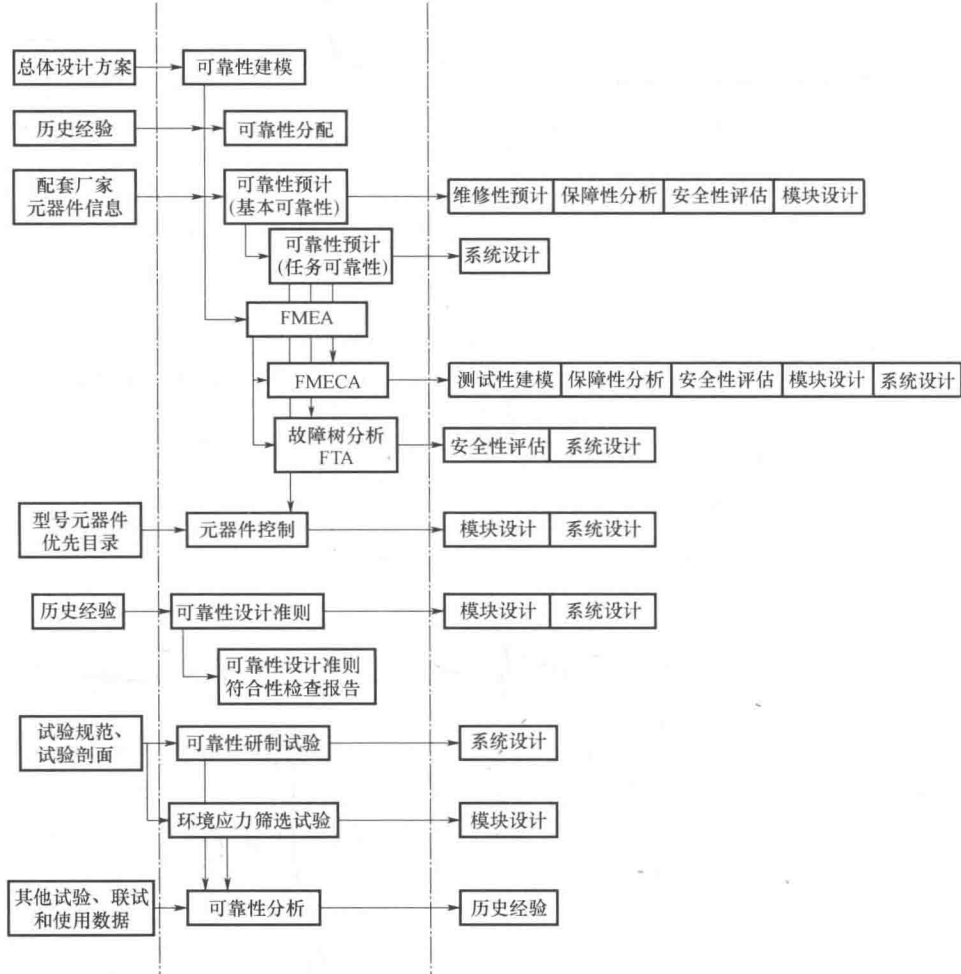 总体设计方案
可靠性建模
历史经验
可靠性分配
配套厂家
元器件信息
可靠性预计
(基本可靠性)
维修性预计
保障性分析
安全性评估
模块设计
可靠性预计
(任务可靠性)
系统设计
FMEA
FMECA
测试性建模
保障性分析
安全性评估
模块设计
系统设计
故障树分析
FTA
安全性评估
系统设计
型号元器件
优先目录
元器件控制
模块设计
系统设计
历史经验
可靠性设计准则
模块设计
系统设计
可靠性设计准则
符合性检查报告
试验规范、
试验剖面
可靠性研制试验
系统设计
环境应力筛选试验
模块设计
其他试验、联试
和使用数据
可靠性分析
历史经验